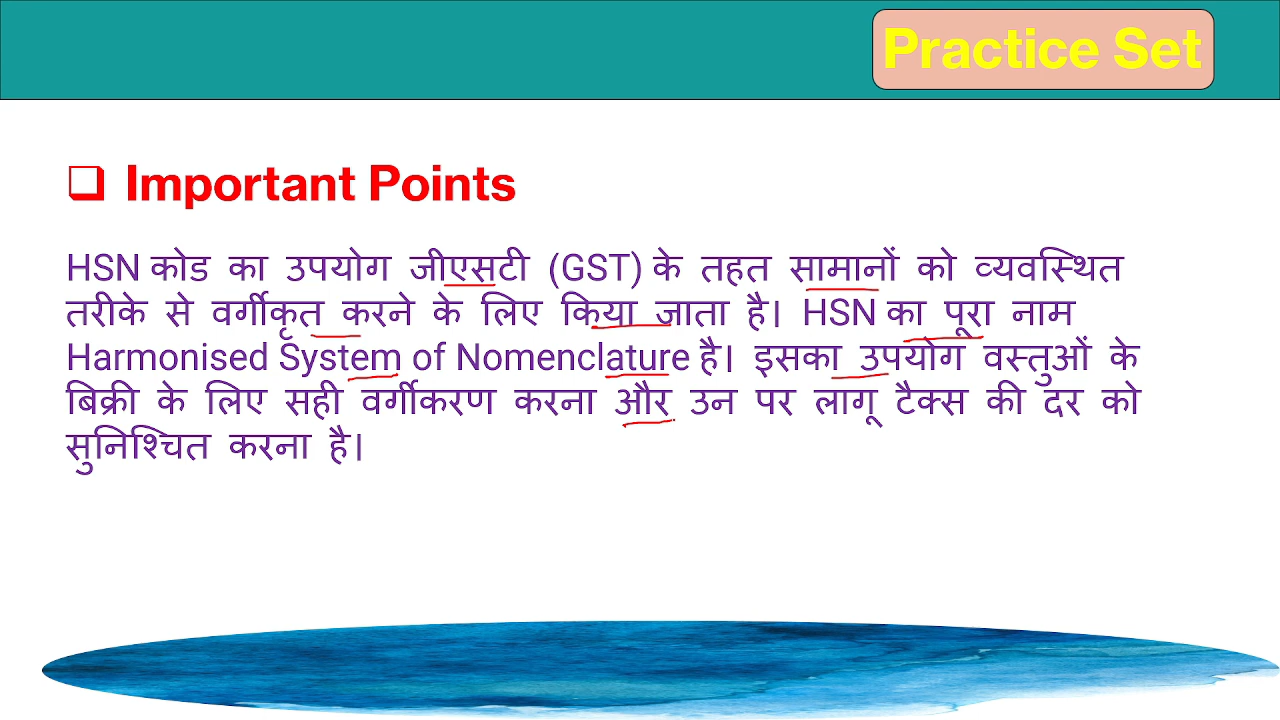 Practice Set
Important Points
HSN कोड का उपयोग जीएसटी (GST) के तहत सामानों को व्यवस्थित
तरीके से वर्गीकृत करने के लिए किया जाता है। HSN का पूरा नाम
Harmonised System of Nomenclature है। इसका उपयोग वस्तुओं के
बिक्री के लिए सही वर्गीकरण करना और उन पर लागू टैक्स की दर को
सुनिश्चित करना है।